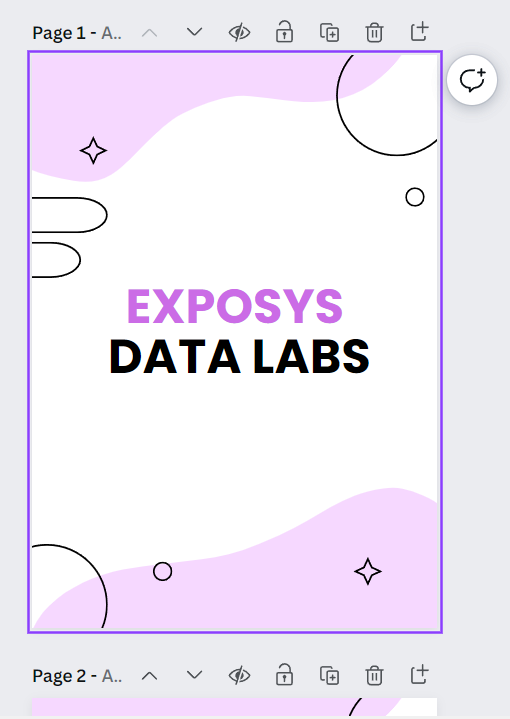 Page 1 - A..
EXPOSYS
DATA LABS
Page 2 - A..